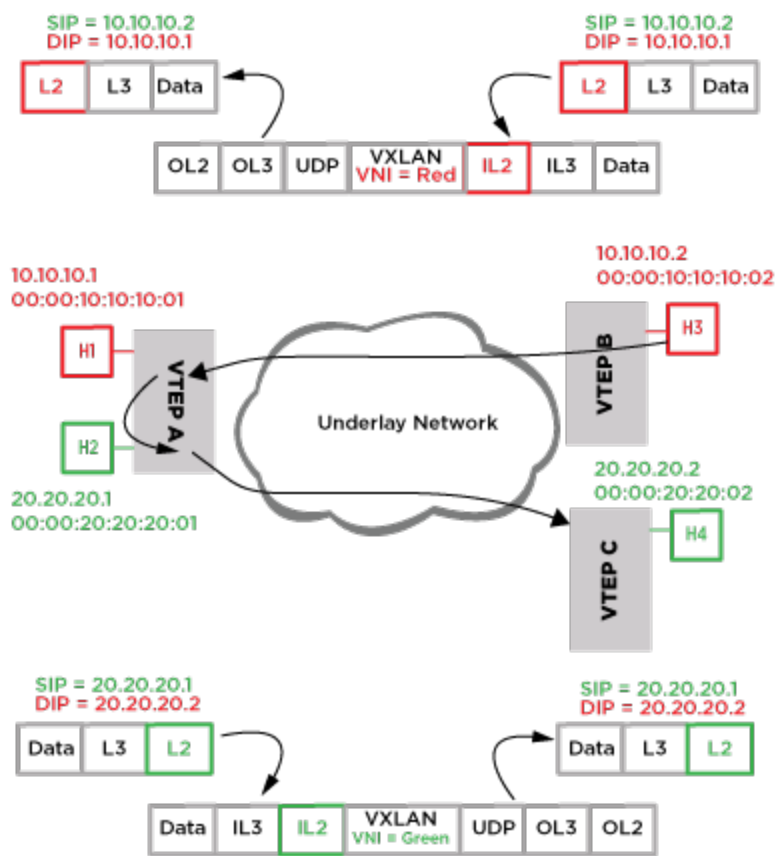 SIP = 10.10.10.2
DIP = 10.10.10.1
L2 L3 Data
SIP = 10.10.10.2
DIP = 10.10.10.1
L2 L3 Data
OL2 OL3 UDP VXLAN VNI = Red IL2 IL3 Data
10.10.10.1
00:00:10:10:10:01
H1
VTEP A
H2
20.20.20.1
00:00:20:20:20:01
Underlay Network
10.10.10.2
00:00:10:10:10:02
H3
VTEP B
20.20.20.2
00:00:20:20:02
H4
VTEP C
SIP = 20.20.20.1
DIP = 20.20.20.2
Data L3 L2
SIP = 20.20.20.1
DIP = 20.20.20.2
Data L3 L2
Data IL3 IL2 VXLAN VNI = Green UDP OL3 OL2